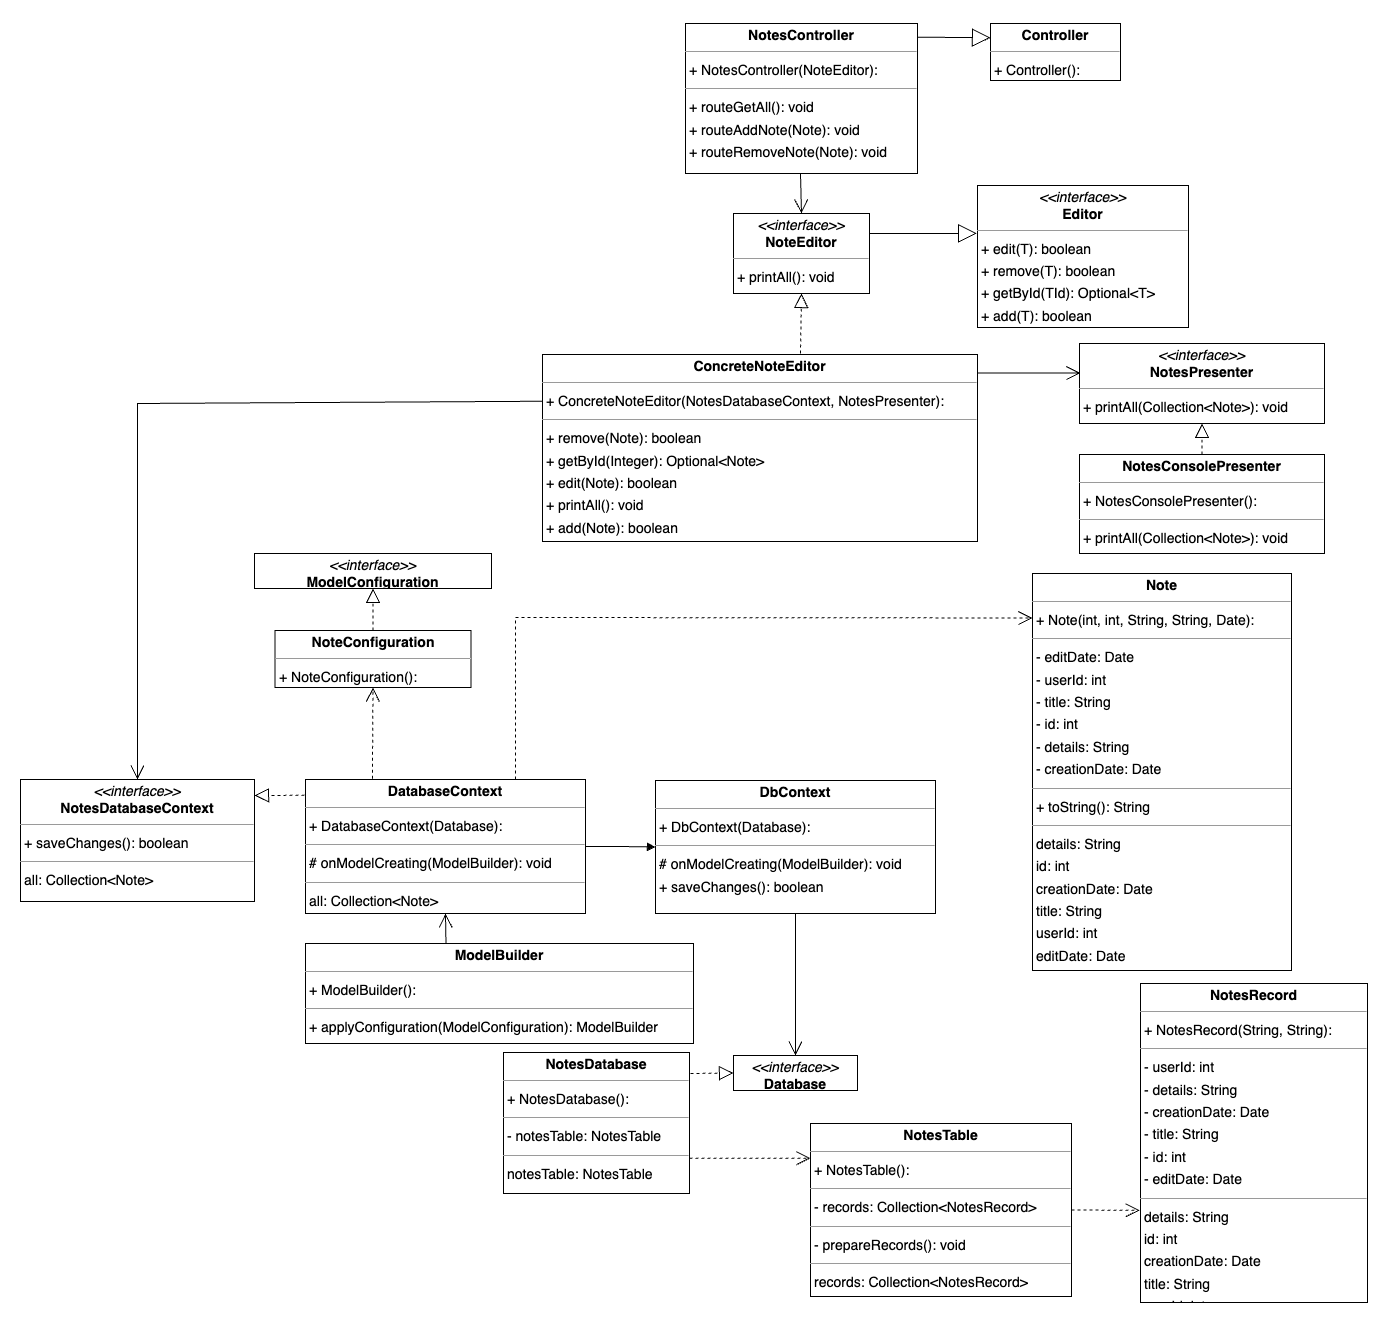 NotesController
+ NotesController(NoteEditor):
+ routeGetAll(): void
+ routeAddNote(Note): void
+ routeRemoveNote(Note): void
Controller
+ Controller():
<<interface>>
NoteEditor
+ printAll(): void
<<interface>>
Editor
+ edit(T): boolean
+ remove(T): boolean
+ getById(TId): Optional<T>
+ add(T): boolean
ConcreteNoteEditor
+ ConcreteNoteEditor(NotesDatabaseContext, NotesPresenter):
+ remove(Note): boolean
+ getById(Integer): Optional<Note>
+ edit(Note): boolean
+ printAll(): void
+ add(Note): boolean
<<interface>>
NotesPresenter
+ printAll(Collection<Note>): void
NotesConsolePresenter
+ NotesConsolePresenter():
+ printAll(Collection<Note>): void
<<interface>>
ModelConfiguration
NoteConfiguration
+ NoteConfiguration():
Note
+ Note(int, int, String, String, Date):
- editDate: Date
- userId: int
- title: String
- id: int
- details: String
- creationDate: Date
+ toString(): String
details: String
id: int
creationDate: Date
title: String
userId: int
editDate: Date
<<interface>>
NotesDatabaseContext
+ saveChanges(): boolean
all: Collection<Note>
DatabaseContext
+ DatabaseContext(Database):
# onModelCreating(ModelBuilder): void
all: Collection<Note>
DbContext
+ DbContext(Database):
# onModelCreating(ModelBuilder): void
+ saveChanges(): boolean
ModelBuilder
+ ModelBuilder():
+ applyConfiguration(ModelConfiguration): ModelBuilder
NotesDatabase
+ NotesDatabase():
- notesTable: NotesTable
notesTable: NotesTable
<<interface>>
Database
NotesTable
+ NotesTable():
- records: Collection<NotesRecord>
- prepareRecords(): void
records: Collection<NotesRecord>
NotesRecord
+ NotesRecord(String, String):
- userId: int
- details: String
- creationDate: Date
- title: String
- id: int
- editDate: Date
details: String
id: int
creationDate: Date
title: String